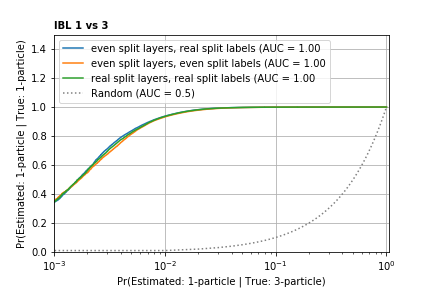 IBL 1 vs 3
even split layers, real split labels (AUC = 1.00
even split layers, even split labels (AUC = 1.00
real split layers, real split labels (AUC = 1.00
Random (AUC = 0.5)
Pr(Estimated: 1-particle | True: 1-particle)
1.4
1.2
1.0
0.8
0.6
0.4
0.2
0.0
10⁻³ 10⁻² 10⁻¹ 10⁰
Pr(Estimated: 1-particle | True: 3-particle)